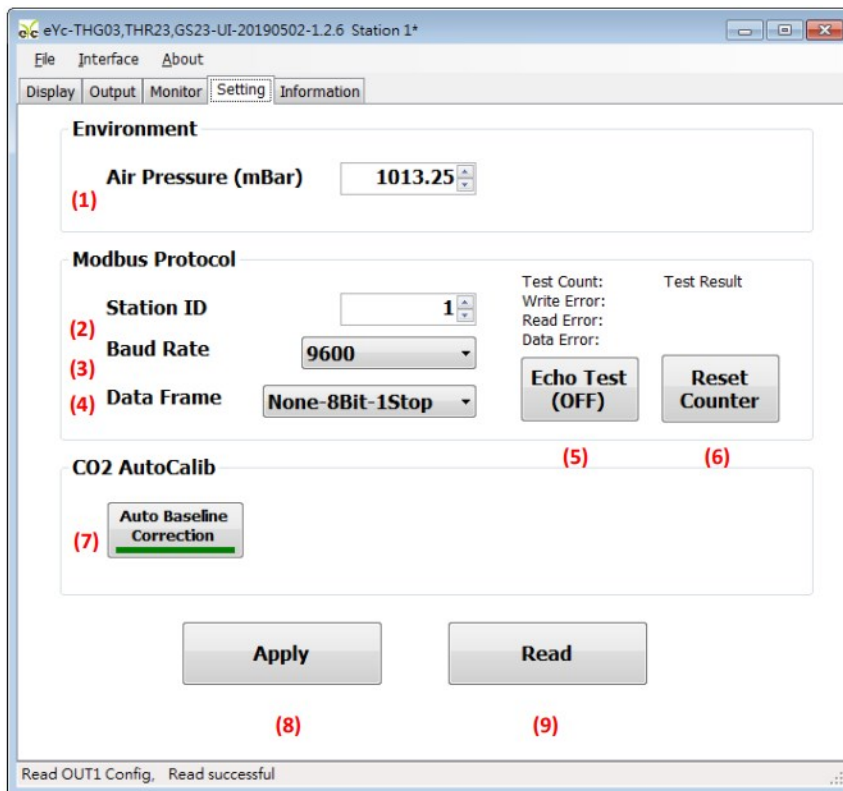 eyc eYc-THG03,THR23,GS23-UI-20190502-1.2.6 Station 1*
File Interface About
Display Output Monitor Setting Information
Environment
Air Pressure (mBar) 1013.25
(1)
Modbus Protocol
Test Count: Test Result
Station ID 1 Write Error:
(2) Read Error:
Baud Rate 9600 Data Error:
(3)
(4) Data Frame None-8Bit-1Stop
Echo Test (OFF)
Reset Counter
(5) (6)
CO2 AutoCalib
Auto Baseline
(7) Correction
Apply Read
(8) (9)
Read OUT1 Config, Read successful